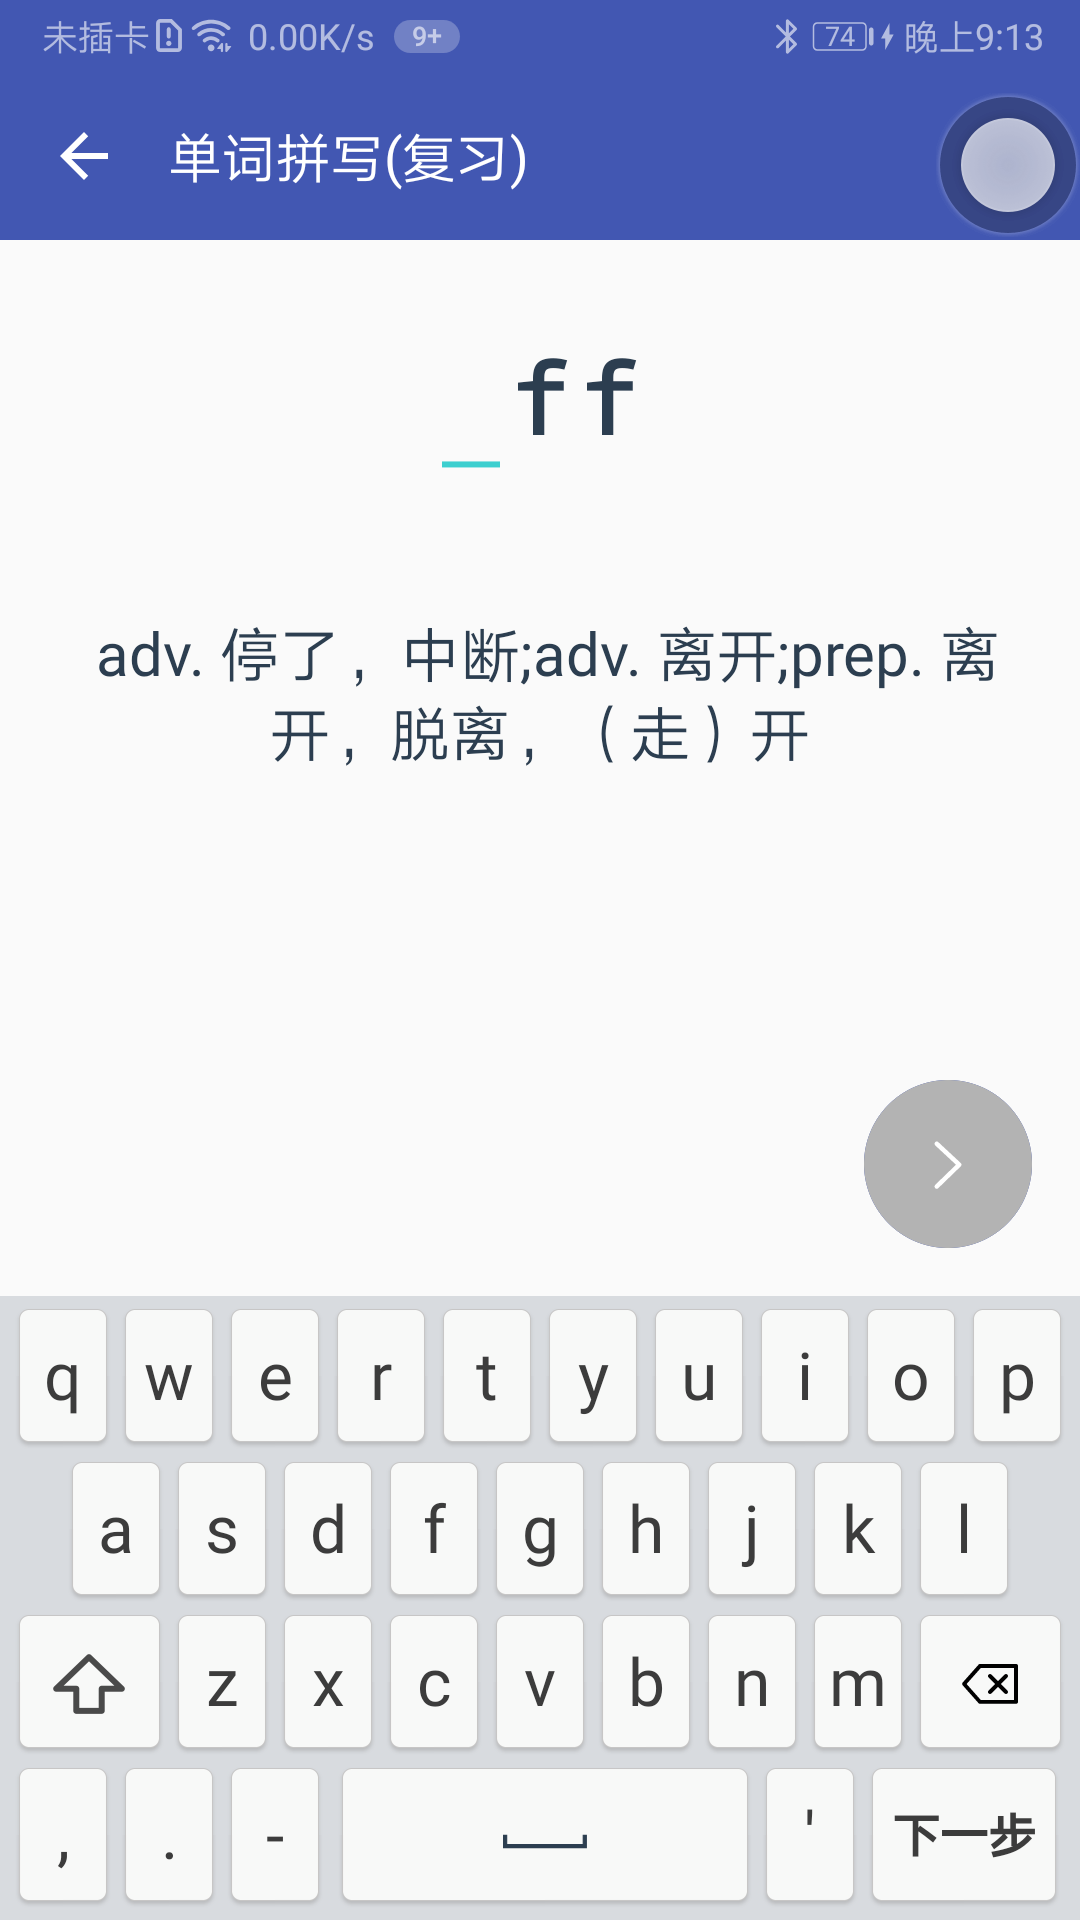 未插卡 0.00K/s 9+ 74 晚上9:13
单词拼写(复习)
_ff
adv. 停了，中断;adv. 离开;prep. 离
开，脱离，（走）开
q w e r t y u i o p
a s d f g h j k l
z x c v b n m
, . - ' 下一步